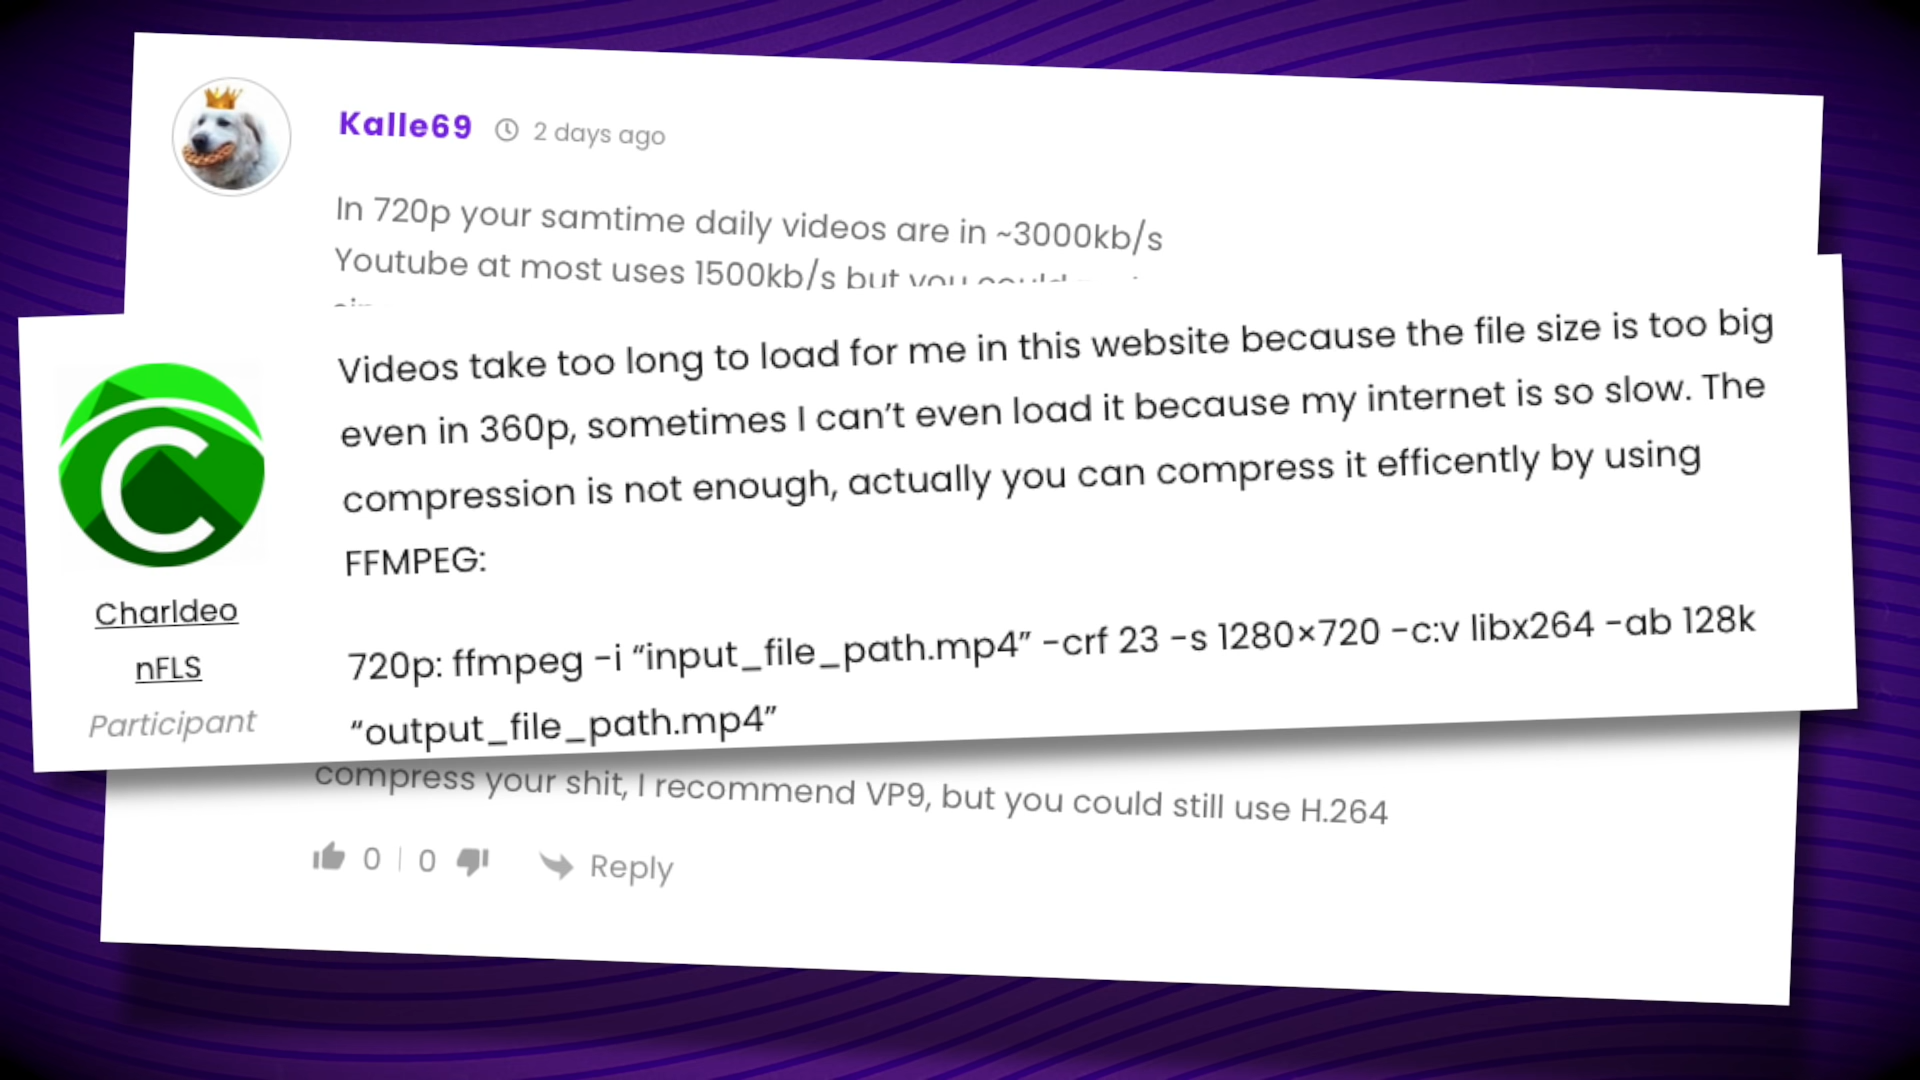 Kalle69 2 days ago
In 720p your samtime daily videos are in ~3000kb/s
Youtube at most uses 1500kb/s but you could
Videos take too long to load for me in this website because the file size is too big
even in 360p, sometimes I can’t even load it because my internet is so slow. The
compression is not enough, actually you can compress it efficently by using
FFMPEG:
720p: ffmpeg -i “input_file_path.mp4” -crf 23 -s 1280×720 -c:v libx264 -ab 128k
“output_file_path.mp4”
C
Charldeo
nFLS
Participant
compress your shit, I recommend VP9, but you could still use H.264
0 | 0 Reply